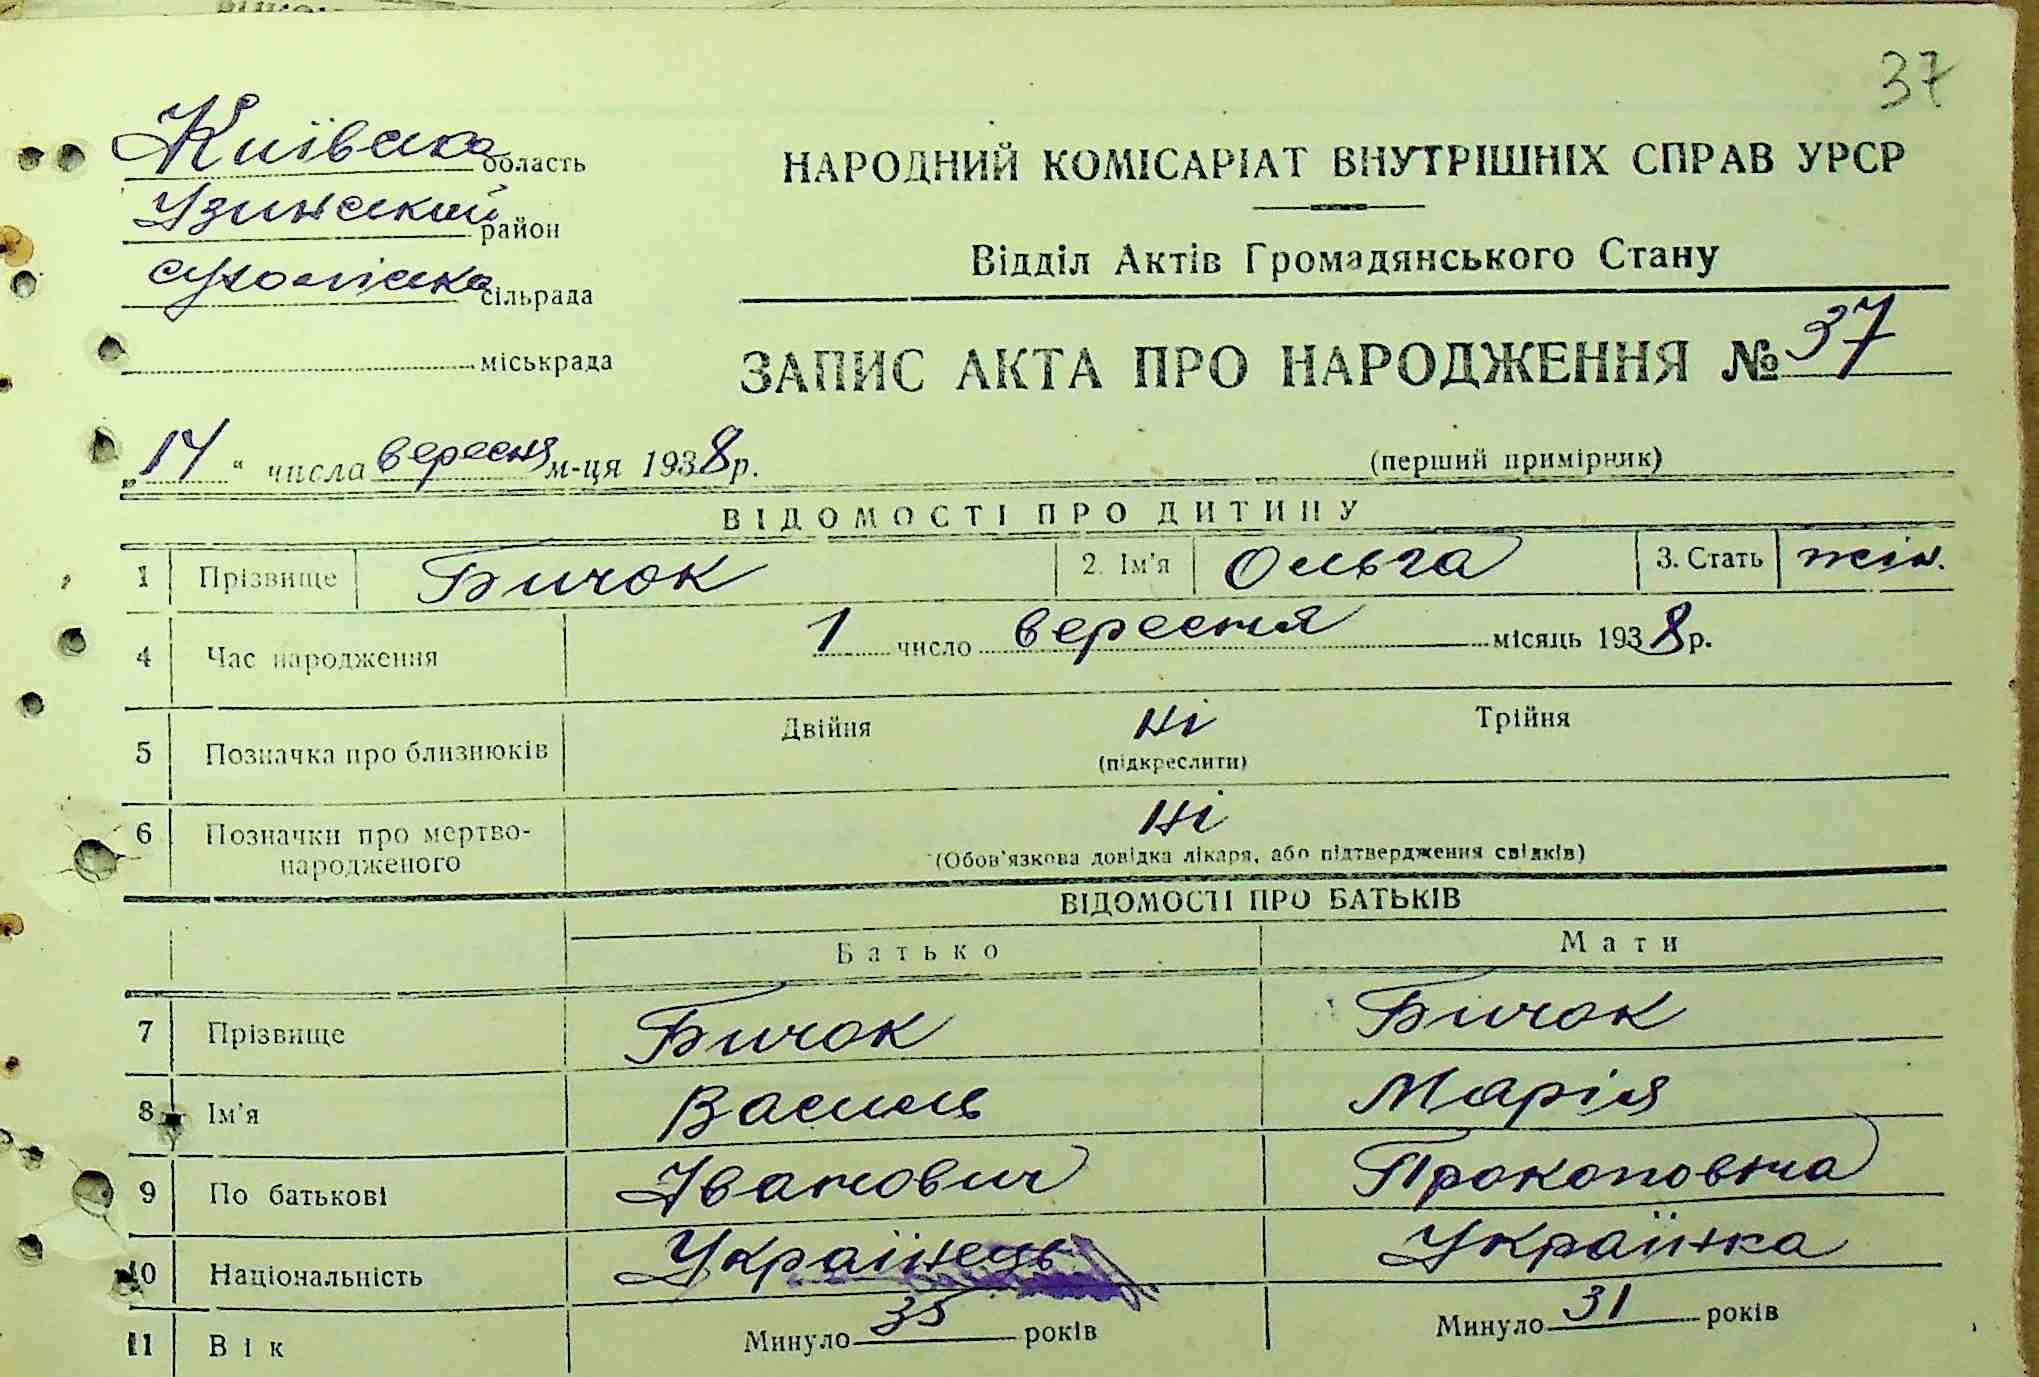 37
Київська область
Узинский район
сухоліська сільрада
міськрада
НАРОДНИЙ КОМІСАРІАТ ВНУТРІШНІХ СПРАВ УРСР
Відділ Актів Громадянського Стану
ЗАПИС АКТА ПРО НАРОДЖЕННЯ № 37
„14“ числа вересня м-ця 1938 р.
(перший примірник)
ВІДОМОСТІ ПРО ДИТИНУ
1 Прізвище Бичок 2. Ім'я Ольга 3. Стать жін.
4 Час народження 1 число вересня місяць 1938 р.
5 Позначка про близнюків Двійня ні Трійня
(підкреслити)
6 Позначки про мертво-
народженого ні
(Обов'язкова довідка лікаря, або підтвердження свідків)
ВІДОМОСТІ ПРО БАТЬКІВ
Батько Мати
7 Прізвище Бичок Бичок
8 Ім'я Василь Марія
9 По батькові Іванович Прокоповна
10 Національність Українець Українка
11 Вік Минуло 35 років Минуло 31 років